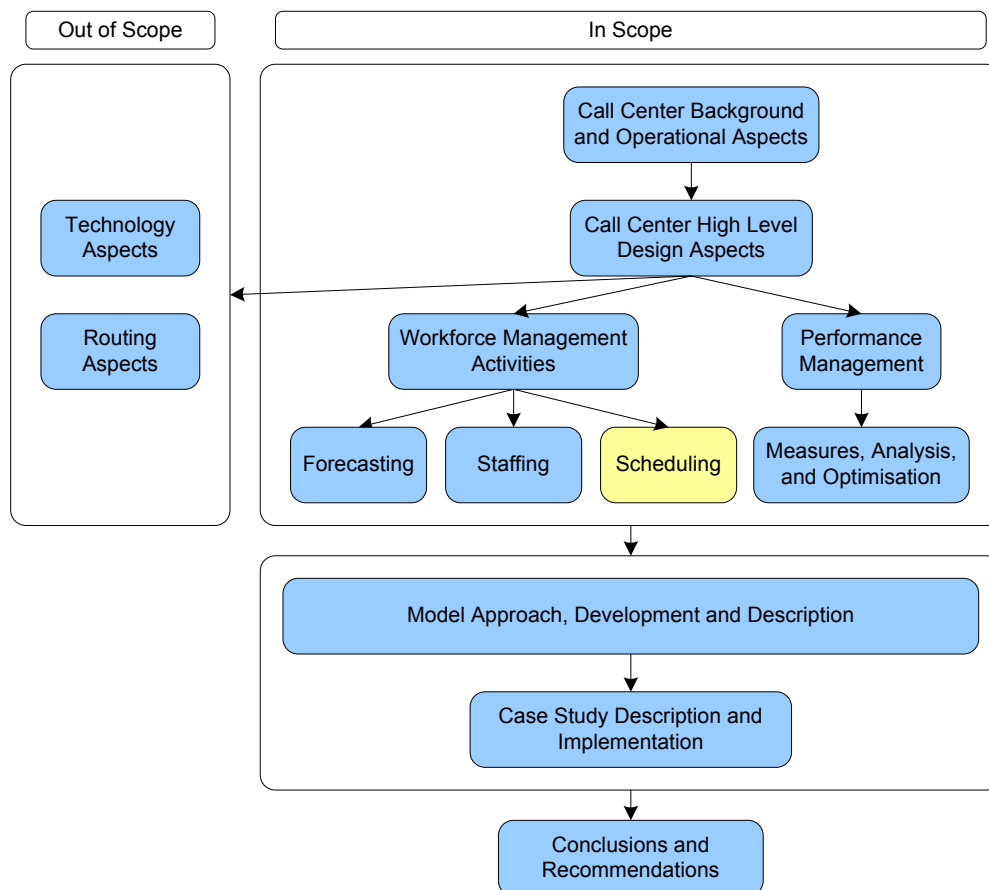 Out of Scope
In Scope
Call Center Background
and Operational Aspects
Technology
Aspects
Call Center High Level
Design Aspects
Routing
Aspects
Workforce Management
Activities
Performance
Management
Forecasting
Staffing
Scheduling
Measures, Analysis,
and Optimisation
Model Approach, Development and Description
Case Study Description and
Implementation
Conclusions and
Recommendations